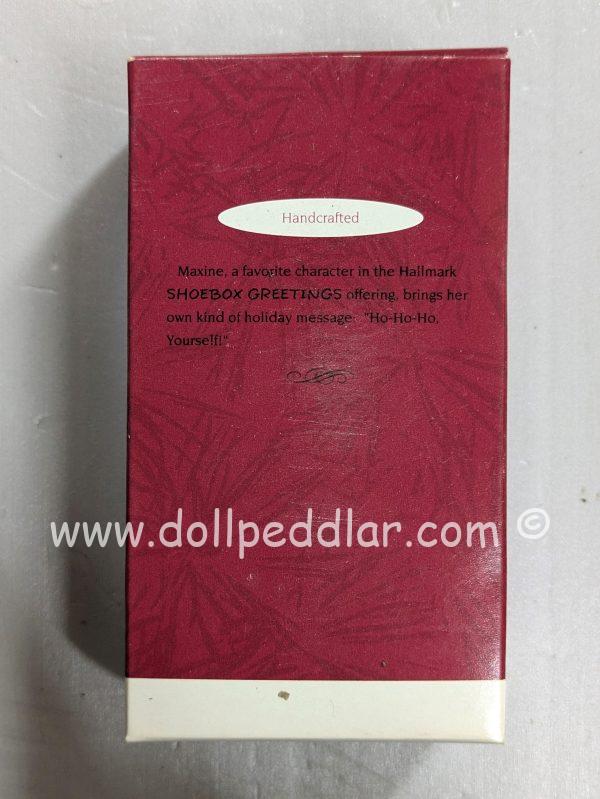 Handcrafted
Maxine, a favorite character in the Hallmark
SHOEBOX GREETINGS offering, brings her
own kind of holiday message: "Ho-Ho-Ho,
Yourself!"
www.dollpeddlar.com ©